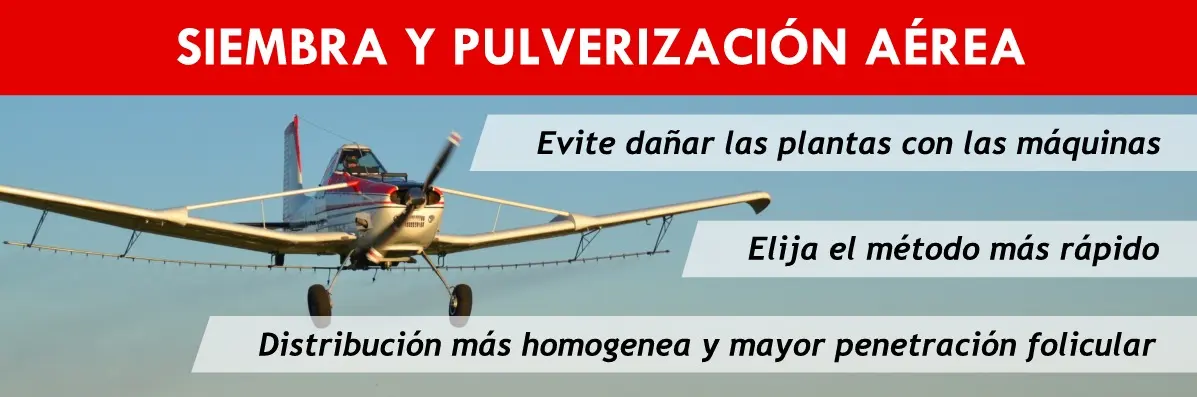 SIEMBRA Y PULVERIZACIÓN AÉREA
Evite dañar las plantas con las máquinas
Elija el método más rápido
Distribución más homogenea y mayor penetración folicular